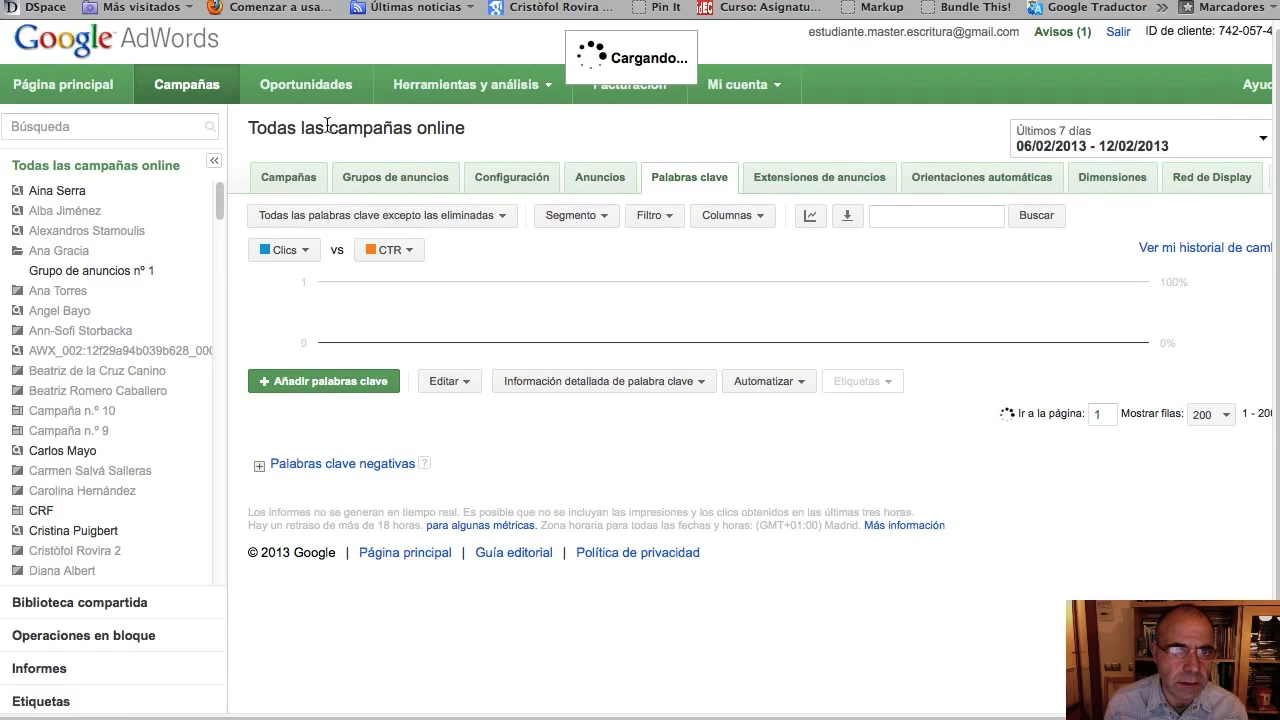 DSpace Más visitados Comenzar a usa... Últimas noticias Cristòfol Rovira ... Pin It Curso: Asignatu... Markup Bundle This! Google Traductor Marcadores
Google AdWords
estudiante.master.escritura@gmail.com Avisos (1) Salir ID de cliente: 742-057-4
Cargando...
Página principal Campañas Oportunidades Herramientas y análisis Facturación Mi cuenta Ayuc
Búsqueda
Todas las campañas online
Últimos 7 días
06/02/2013 - 12/02/2013
Todas las campañas online
Campañas Grupos de anuncios Configuración Anuncios Palabras clave Extensiones de anuncios Orientaciones automáticas Dimensiones Red de Display
Aina Serra
Alba Jiménez
Alexandros Stamoulis
Ana Gracia
Grupo de anuncios nº 1
Ana Torres
Angel Bayo
Ann-Sofi Storbacka
AWX_002:12f29a94b039b628_000
Beatriz de la Cruz Canino
Beatriz Romero Caballero
Campaña n.º 10
Campaña n.º 9
Carlos Mayo
Carmen Salvá Salleras
Carolina Hernández
CRF
Cristina Puigbert
Cristòfol Rovira 2
Diana Albert
Biblioteca compartida
Operaciones en bloque
Informes
Etiquetas
Todas las palabras clave excepto las eliminadas Segmento Filtro Columnas Buscar
Clics vs CTR
Ver mi historial de caml
1 100%
0 0%
+ Añadir palabras clave Editar Información detallada de palabra clave Automatizar Etiquetas
Ir a la página: 1 Mostrar filas: 200 1 - 200
Palabras clave negativas ?
Los informes no se generan en tiempo real. Es posible que no se incluyan las impresiones y los clics obtenidos en las últimas tres horas.
Hay un retraso de más de 18 horas. para algunas métricas. Zona horaria para todas las fechas y horas: (GMT+01:00) Madrid. Más información
© 2013 Google | Página principal | Guía editorial | Política de privacidad